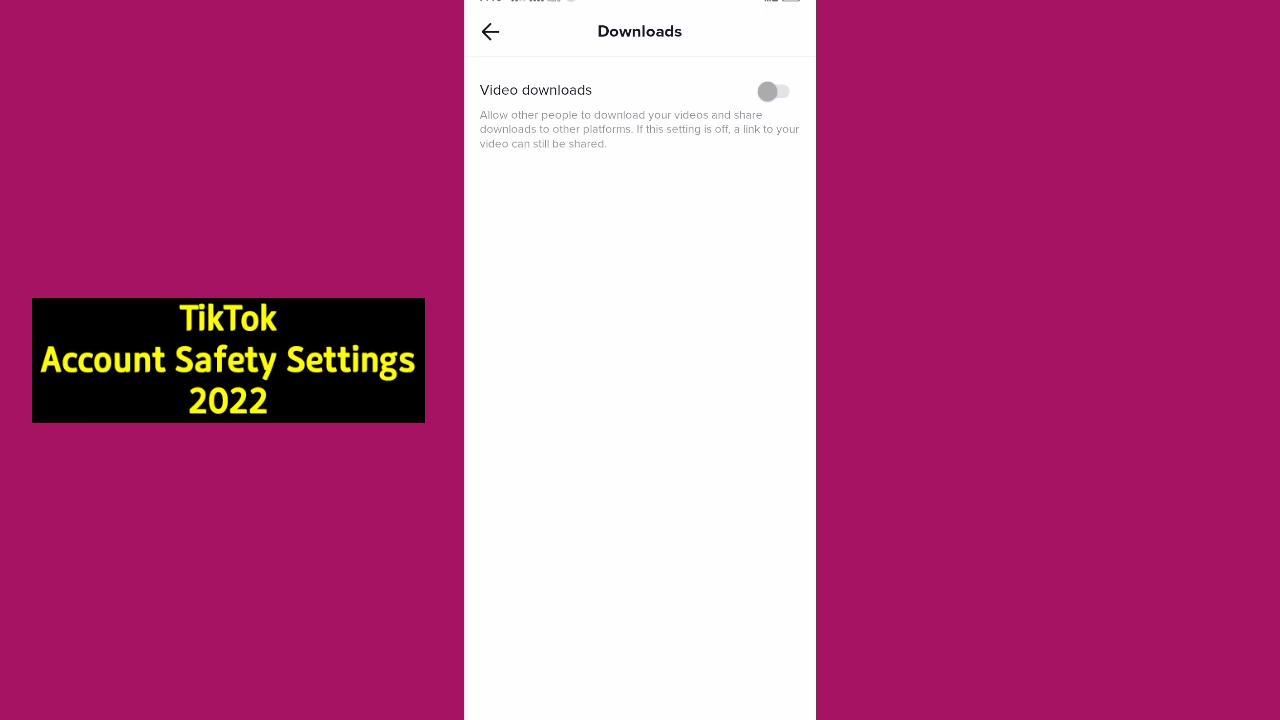 Downloads
Video downloads
Allow other people to download your videos and share
downloads to other platforms. If this setting is off, a link to your
video can still be shared.
TikTok
Account Safety Settings
2022